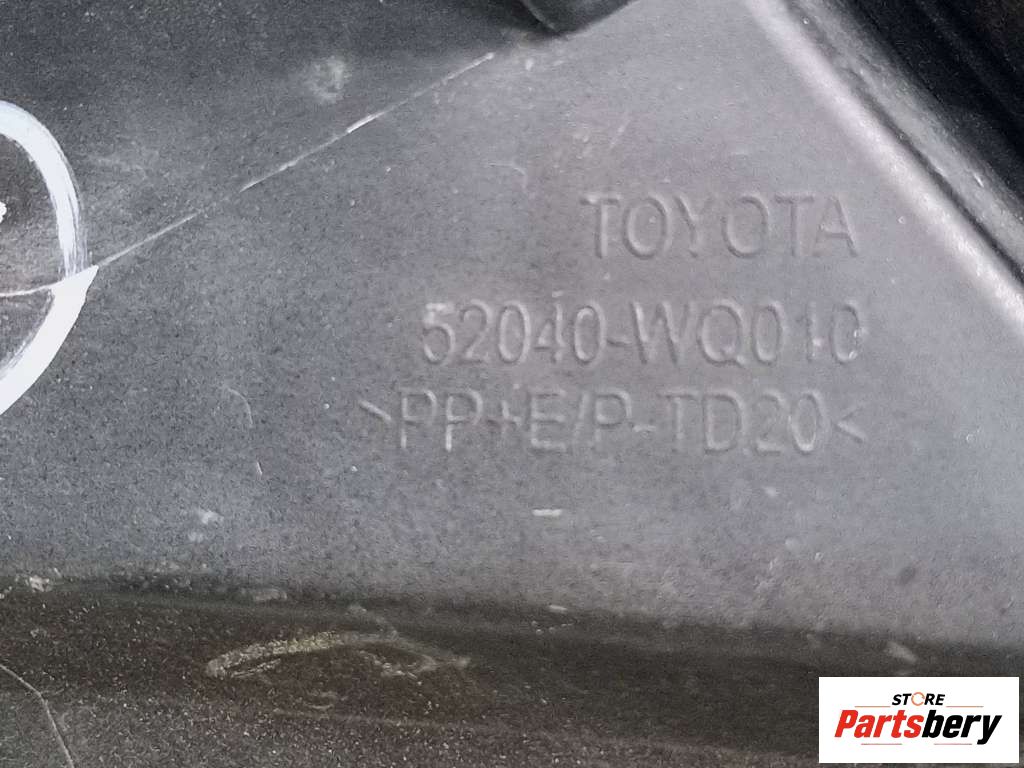 TOYOTA
52040-WQ010
>PP+E/P-TD20<
STORE
Partsbery